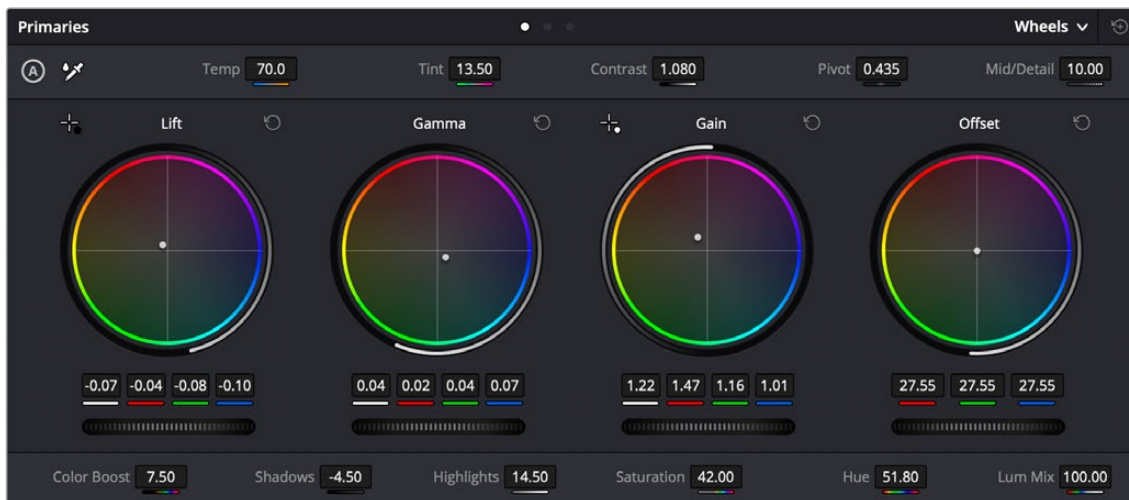 Primaries Wheels
A Temp 70.0 Tint 13.50 Contrast 1.080 Pivot 0.435 Mid/Detail 10.00
Lift Gamma Gain Offset
-0.07 -0.04 -0.08 -0.10 0.04 0.02 0.04 0.07 1.22 1.47 1.16 1.01 27.55 27.55 27.55
Color Boost 7.50 Shadows -4.50 Highlights 14.50 Saturation 42.00 Hue 51.80 Lum Mix 100.00